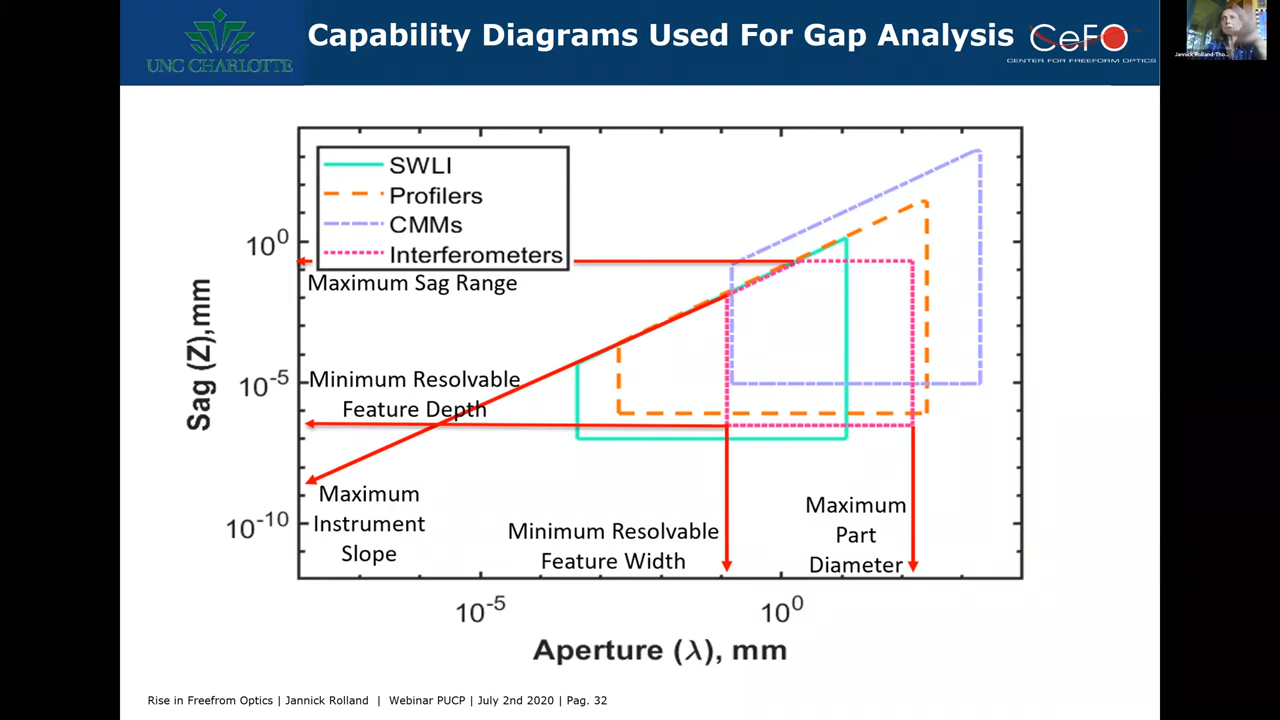 Capability Diagrams Used For Gap Analysis
UNC CHARLOTTE
CeFO
CENTER FOR FREEFORM OPTICS
Jannick Rolland-Tho...
SWLI
Profilers
CMMs
Interferometers
10^0
Maximum Sag Range
Sag (Z),mm
10^-5
Minimum Resolvable
Feature Depth
10^-10
Maximum
Instrument
Slope
Minimum Resolvable
Feature Width
Maximum
Part
Diameter
10^-5
10^0
Aperture (λ), mm
Rise in Freefrom Optics | Jannick Rolland | Webinar PUCP | July 2nd 2020 | Pag. 32